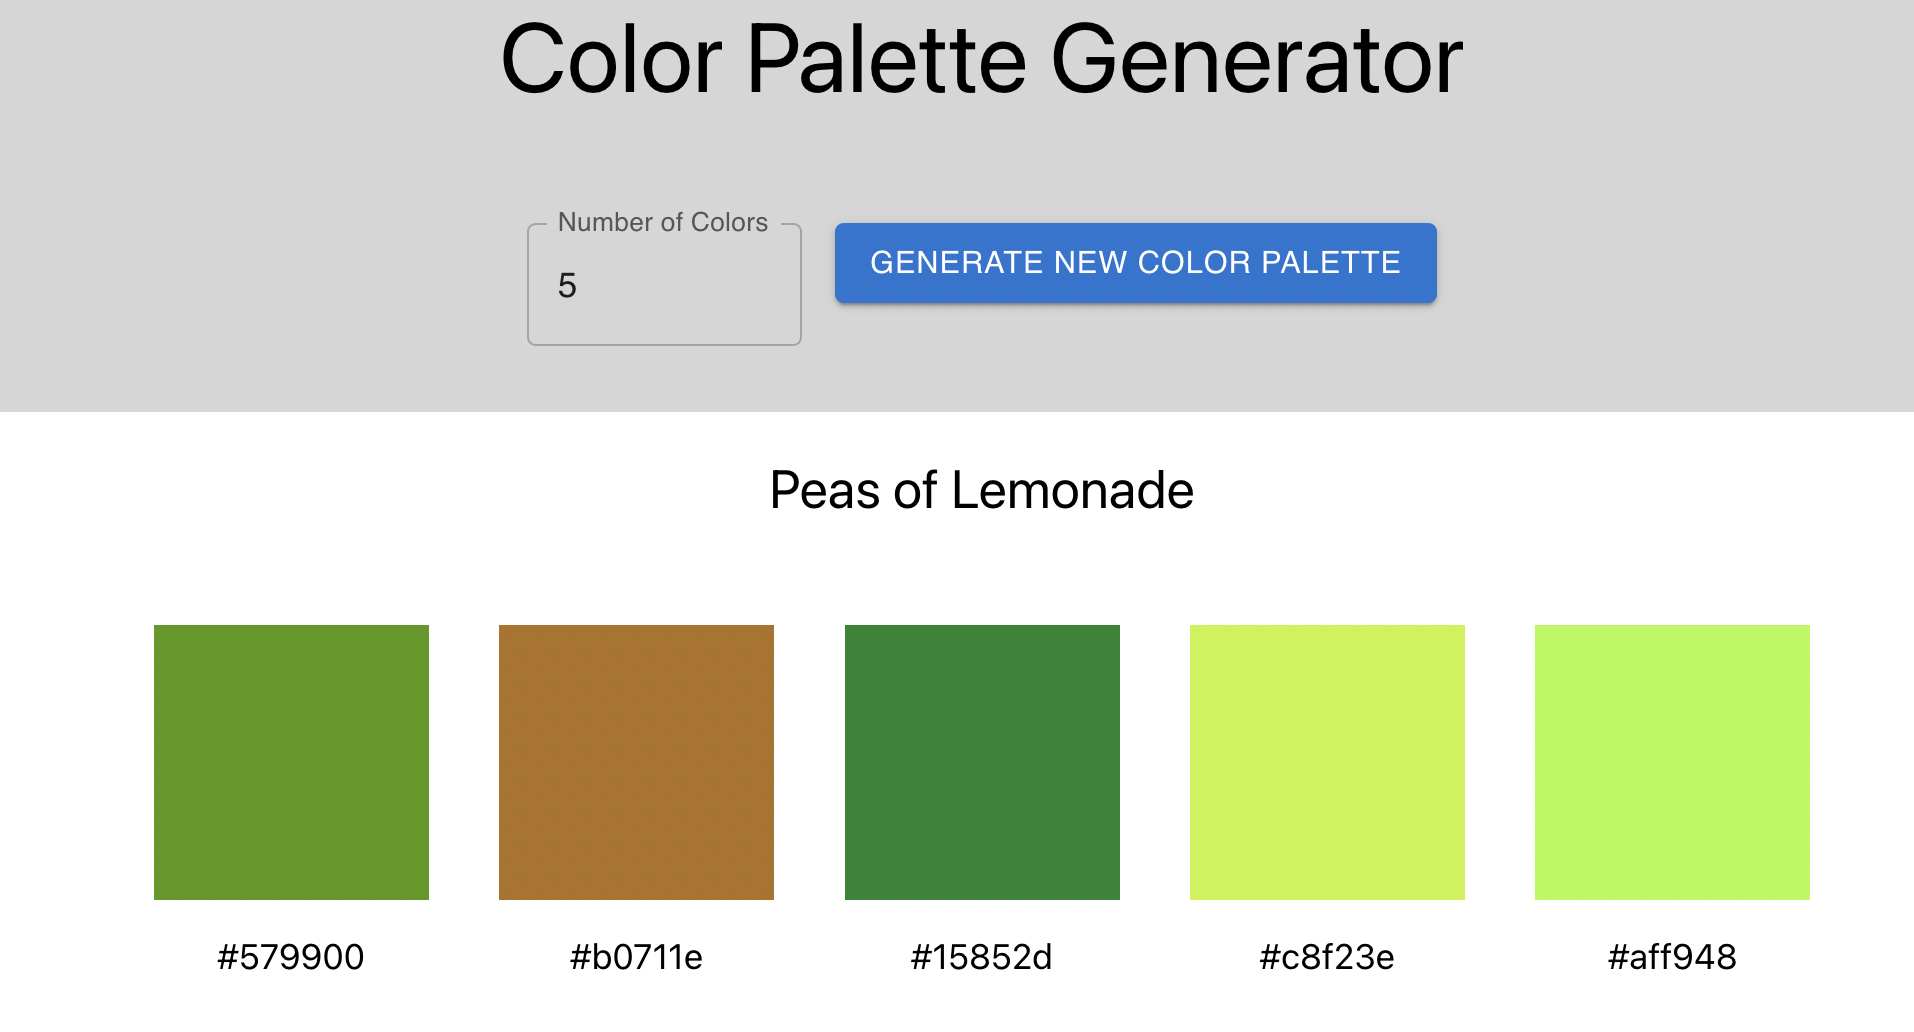 Color Palette Generator
Number of Colors
5
GENERATE NEW COLOR PALETTE
Peas of Lemonade
#579900
#b0711e
#15852d
#c8f23e
#aff948